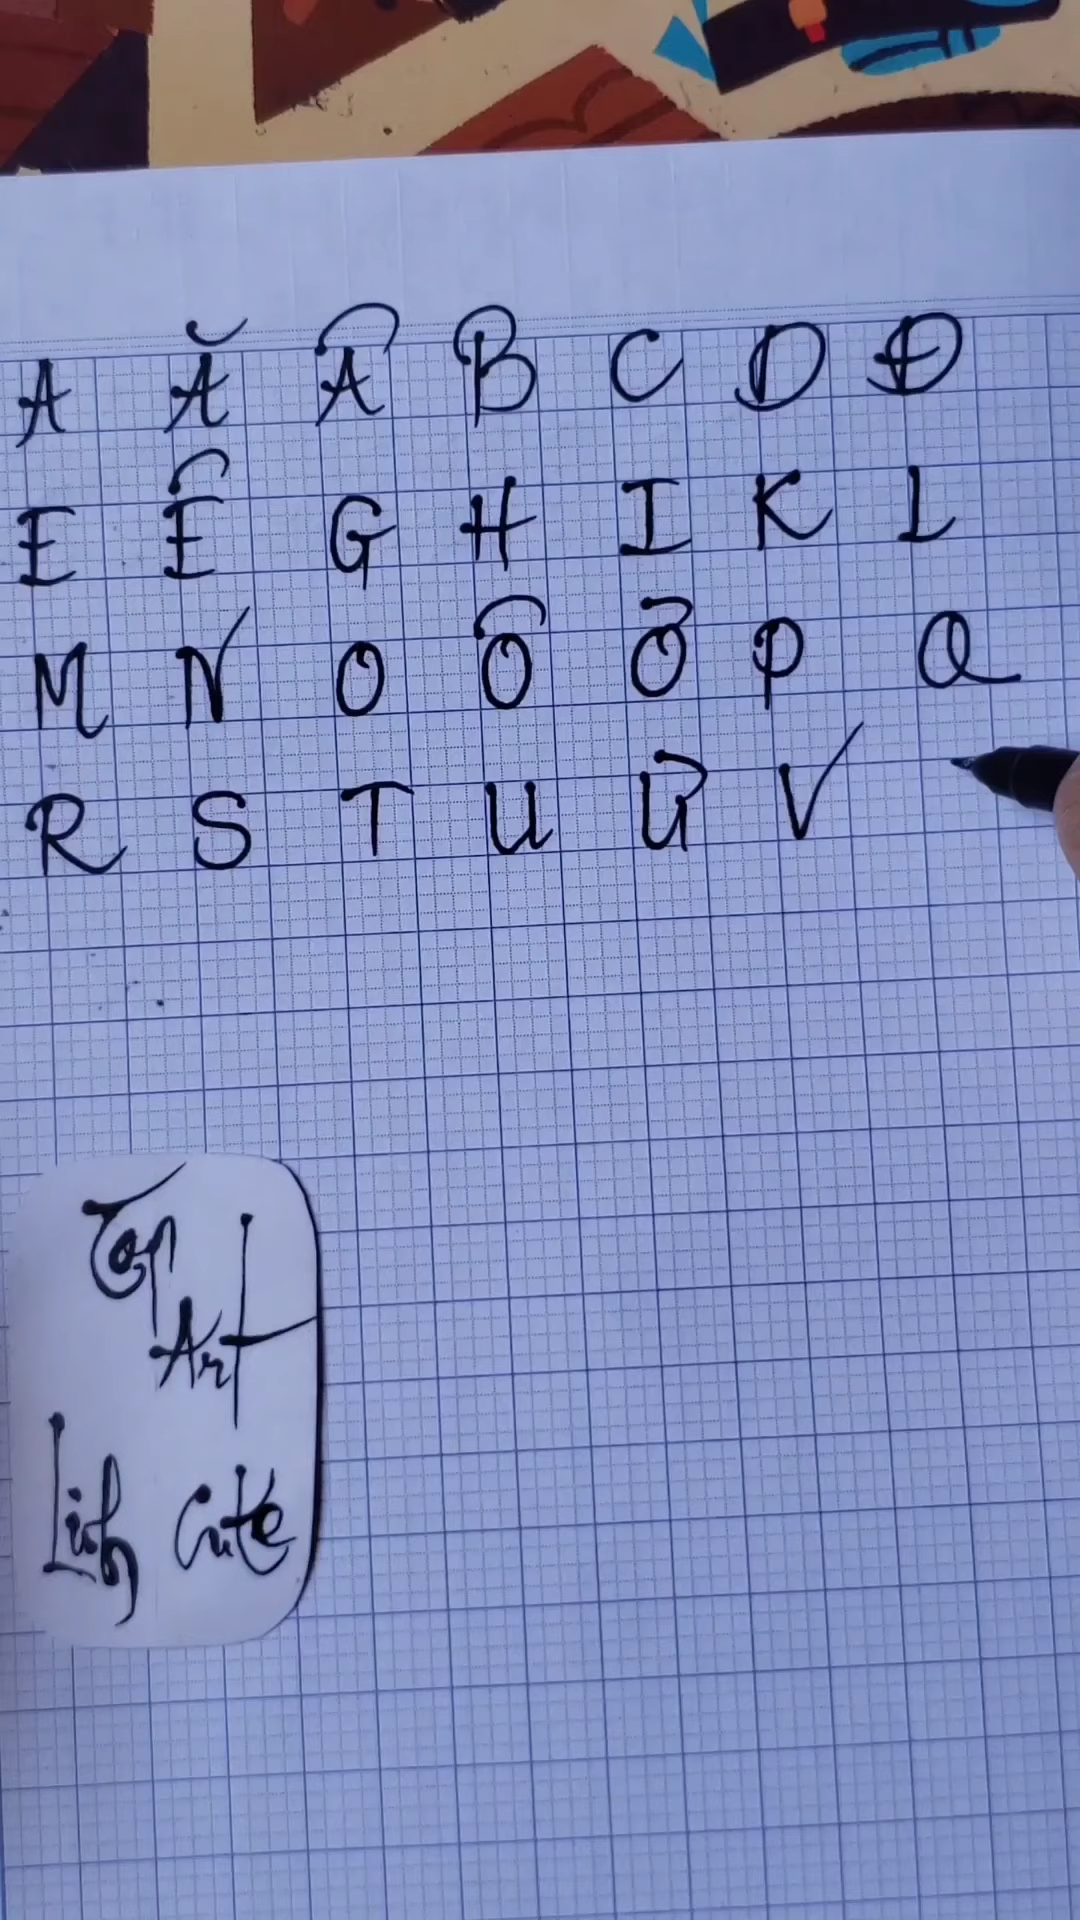 A Ă Â B C D Đ
E Ê G H I K L
M N O Ô Ơ P Q
R S T U Ư V
Top
Art
Linh Cute